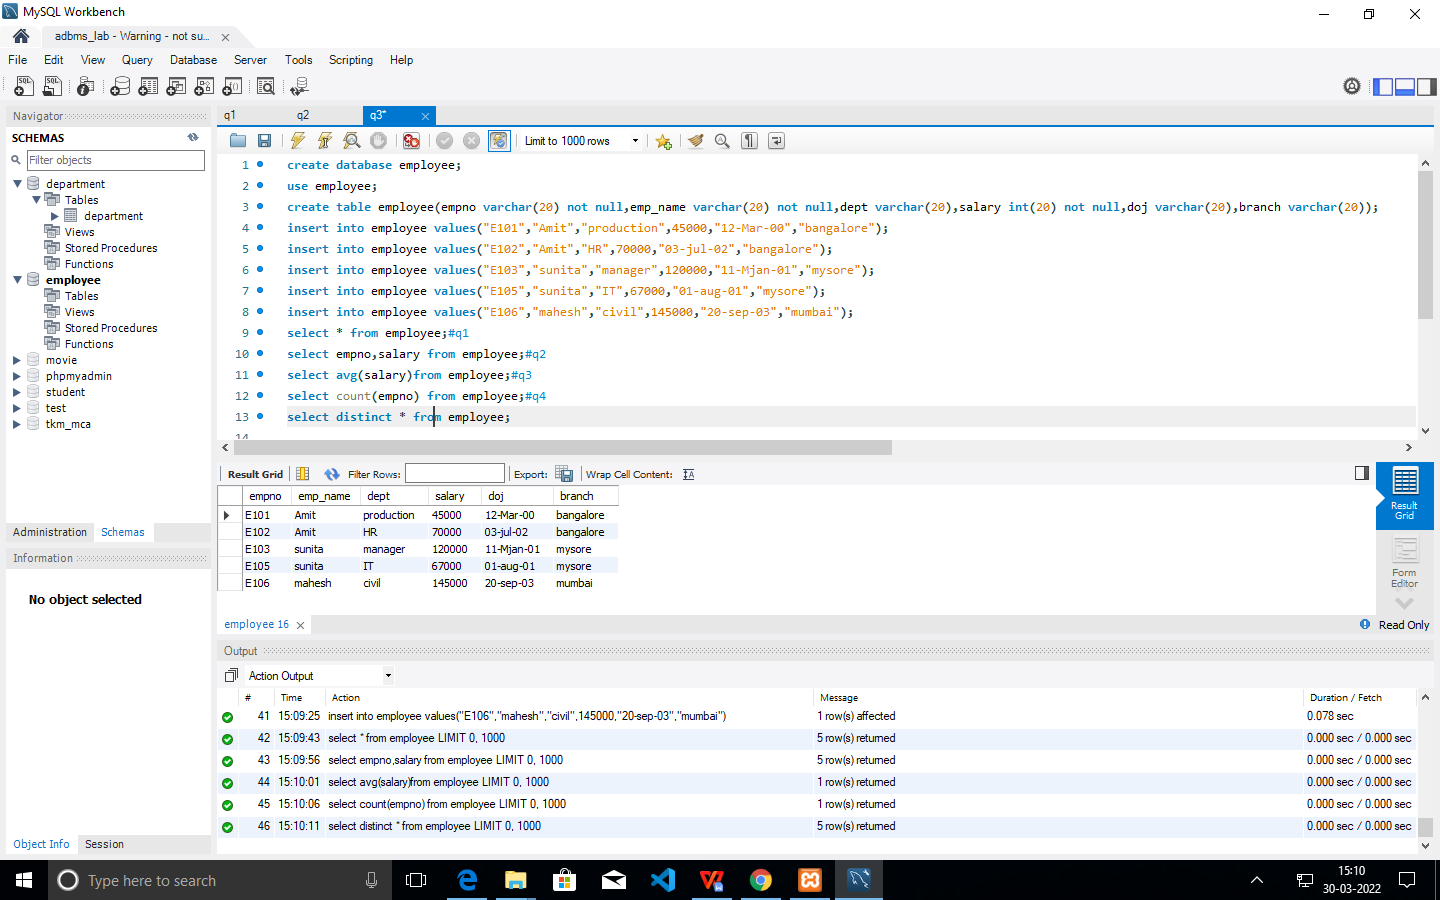 MySQL Workbench
adbms_lab - Warning - not su...
File Edit View Query Database Server Tools Scripting Help
Navigator
SCHEMAS
Filter objects
department
Tables
department
Views
Stored Procedures
Functions
employee
Tables
Views
Stored Procedures
Functions
movie
phpmyadmin
student
test
tkm_mca
Administration Schemas
Information
No object selected
Object Info Session
q1 q2 q3*
Limit to 1000 rows
1 create database employee;
2 use employee;
3 create table employee(empno varchar(20) not null,emp_name varchar(20) not null,dept varchar(20),salary int(20) not null,doj varchar(20),branch varchar(20));
4 insert into employee values("E101","Amit","production",45000,"12-Mar-00","bangalore");
5 insert into employee values("E102","Amit","HR",70000,"03-jul-02","bangalore");
6 insert into employee values("E103","sunita","manager",120000,"11-Mjan-01","mysore");
7 insert into employee values("E105","sunita","IT",67000,"01-aug-01","mysore");
8 insert into employee values("E106","mahesh","civil",145000,"20-sep-03","mumbai");
9 select * from employee;#q1
10 select empno,salary from employee;#q2
11 select avg(salary)from employee;#q3
12 select count(empno) from employee;#q4
13 select distinct * from employee;
14
Result Grid Filter Rows: Export: Wrap Cell Content:
empno emp_name dept salary doj branch
E101 Amit production 45000 12-Mar-00 bangalore
E102 Amit HR 70000 03-jul-02 bangalore
E103 sunita manager 120000 11-Mjan-01 mysore
E105 sunita IT 67000 01-aug-01 mysore
E106 mahesh civil 145000 20-sep-03 mumbai
Result
Grid
Form
Editor
employee 16
Read Only
Output
Action Output
# Time Action Message Duration / Fetch
41 15:09:25 insert into employee values("E106","mahesh","civil",145000,"20-sep-03","mumbai") 1 row(s) affected 0.078 sec
42 15:09:43 select * from employee LIMIT 0, 1000 5 row(s) returned 0.000 sec / 0.000 sec
43 15:09:56 select empno,salary from employee LIMIT 0, 1000 5 row(s) returned 0.000 sec / 0.000 sec
44 15:10:01 select avg(salary)from employee LIMIT 0, 1000 1 row(s) returned 0.000 sec / 0.000 sec
45 15:10:06 select count(empno) from employee LIMIT 0, 1000 1 row(s) returned 0.000 sec / 0.000 sec
46 15:10:11 select distinct * from employee LIMIT 0, 1000 5 row(s) returned 0.000 sec / 0.000 sec
Type here to search
15:10
30-03-2022